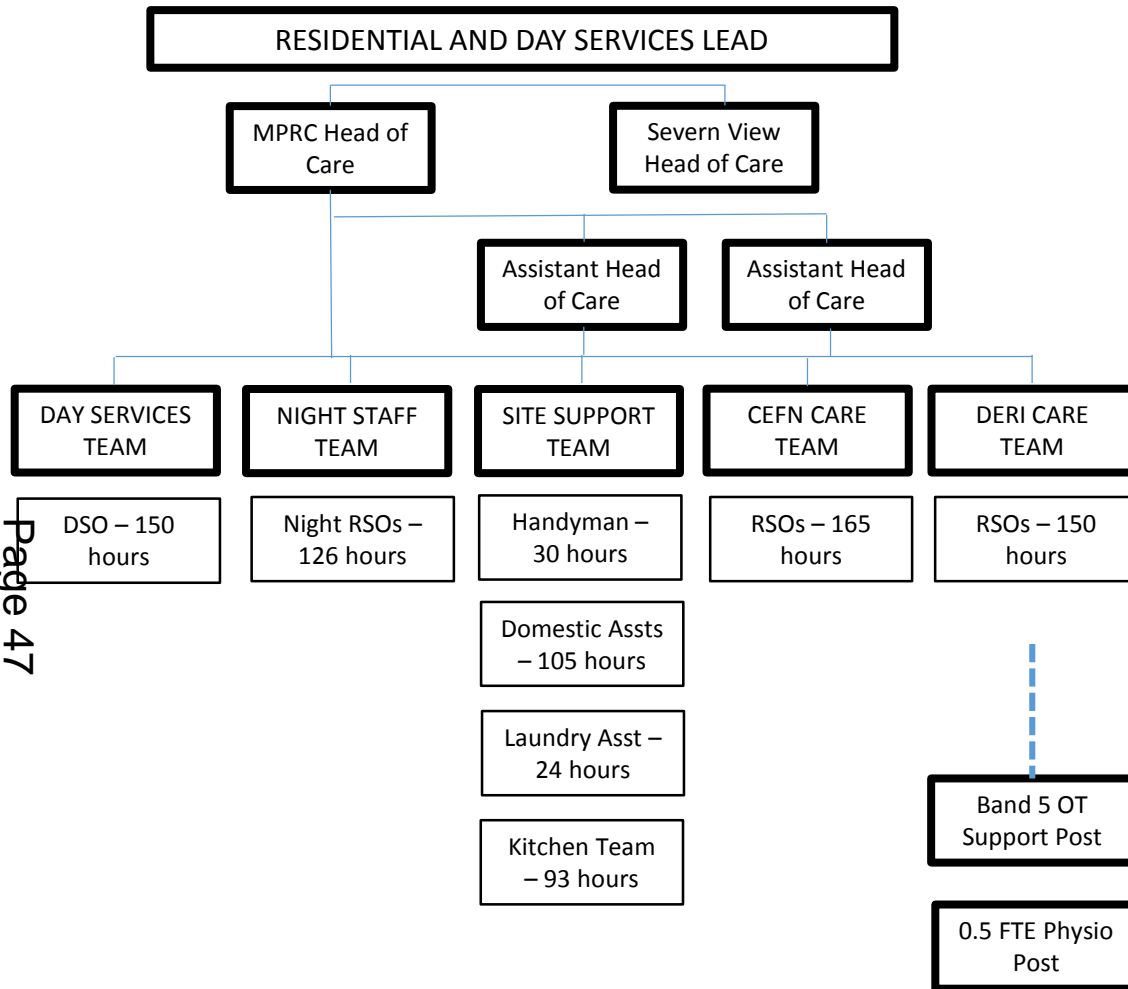 RESIDENTIAL AND DAY SERVICES LEAD
MPRC Head of
Care
Severn View
Head of Care
Assistant Head
of Care
Assistant Head
of Care
DAY SERVICES
TEAM
NIGHT STAFF
TEAM
SITE SUPPORT
TEAM
CEFN CARE
TEAM
DERI CARE
TEAM
DSO – 150
hours
Night RSOs –
126 hours
Handyman –
30 hours
RSOs – 165
hours
RSOs – 150
hours
Domestic Assts
– 105 hours
Laundry Asst –
24 hours
Kitchen Team
– 93 hours
Band 5 OT
Support Post
0.5 FTE Physio
Post
Page 47